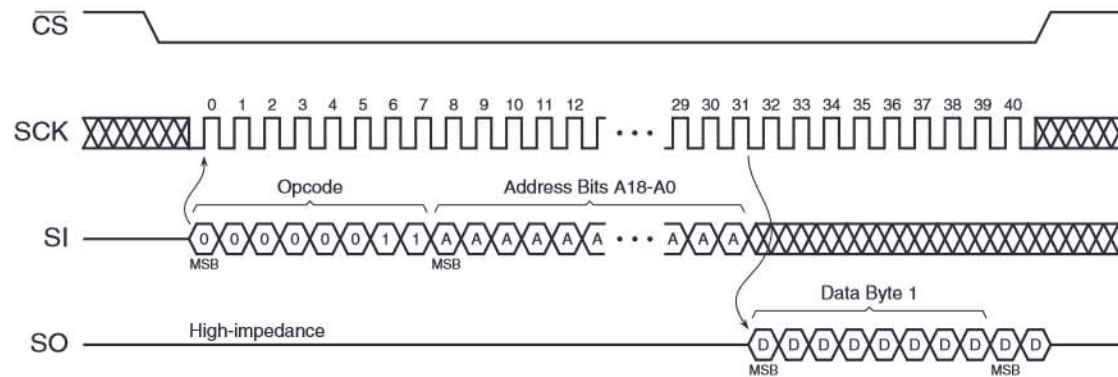 CS
0 1 2 3 4 5 6 7 8 9 10 11 12 29 30 31 32 33 34 35 36 37 38 39 40
SCK
Opcode Address Bits A18-A0
SI 0 0 0 0 0 0 1 1 A A A A A A A A A
MSB MSB
Data Byte 1
High-impedance
SO D D D D D D D D D D
MSB MSB